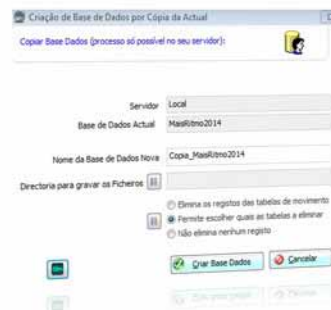 Criação de Base de Dados por Cópia da Actual
Copiar Base Dados (processo só possível no seu servidor):
Servidor Local
Base de Dados Actual MaisRitmo2014
Nome da Base de Dados Nova Copia_MaisRitmo2014
Directoria para gravar os Ficheiros
Elimina os registos das tabelas de movimento
Permite escolher quais as tabelas a eliminar
Não elimina nenhum registo
Criar Base Dados Cancelar